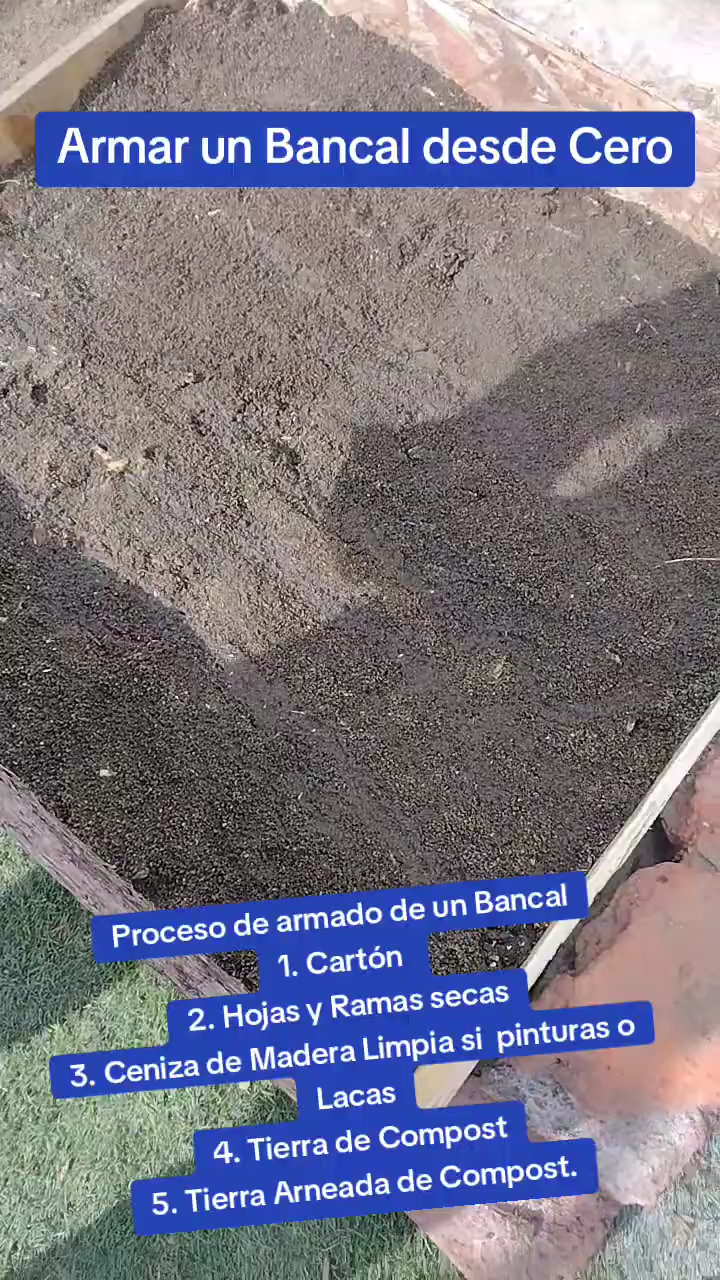 Armar un Bancal desde Cero
Proceso de armado de un Bancal
1. Cartón
2. Hojas y Ramas secas
3. Ceniza de Madera Limpia si pinturas o
Lacas
4. Tierra de Compost
5. Tierra Arneada de Compost.